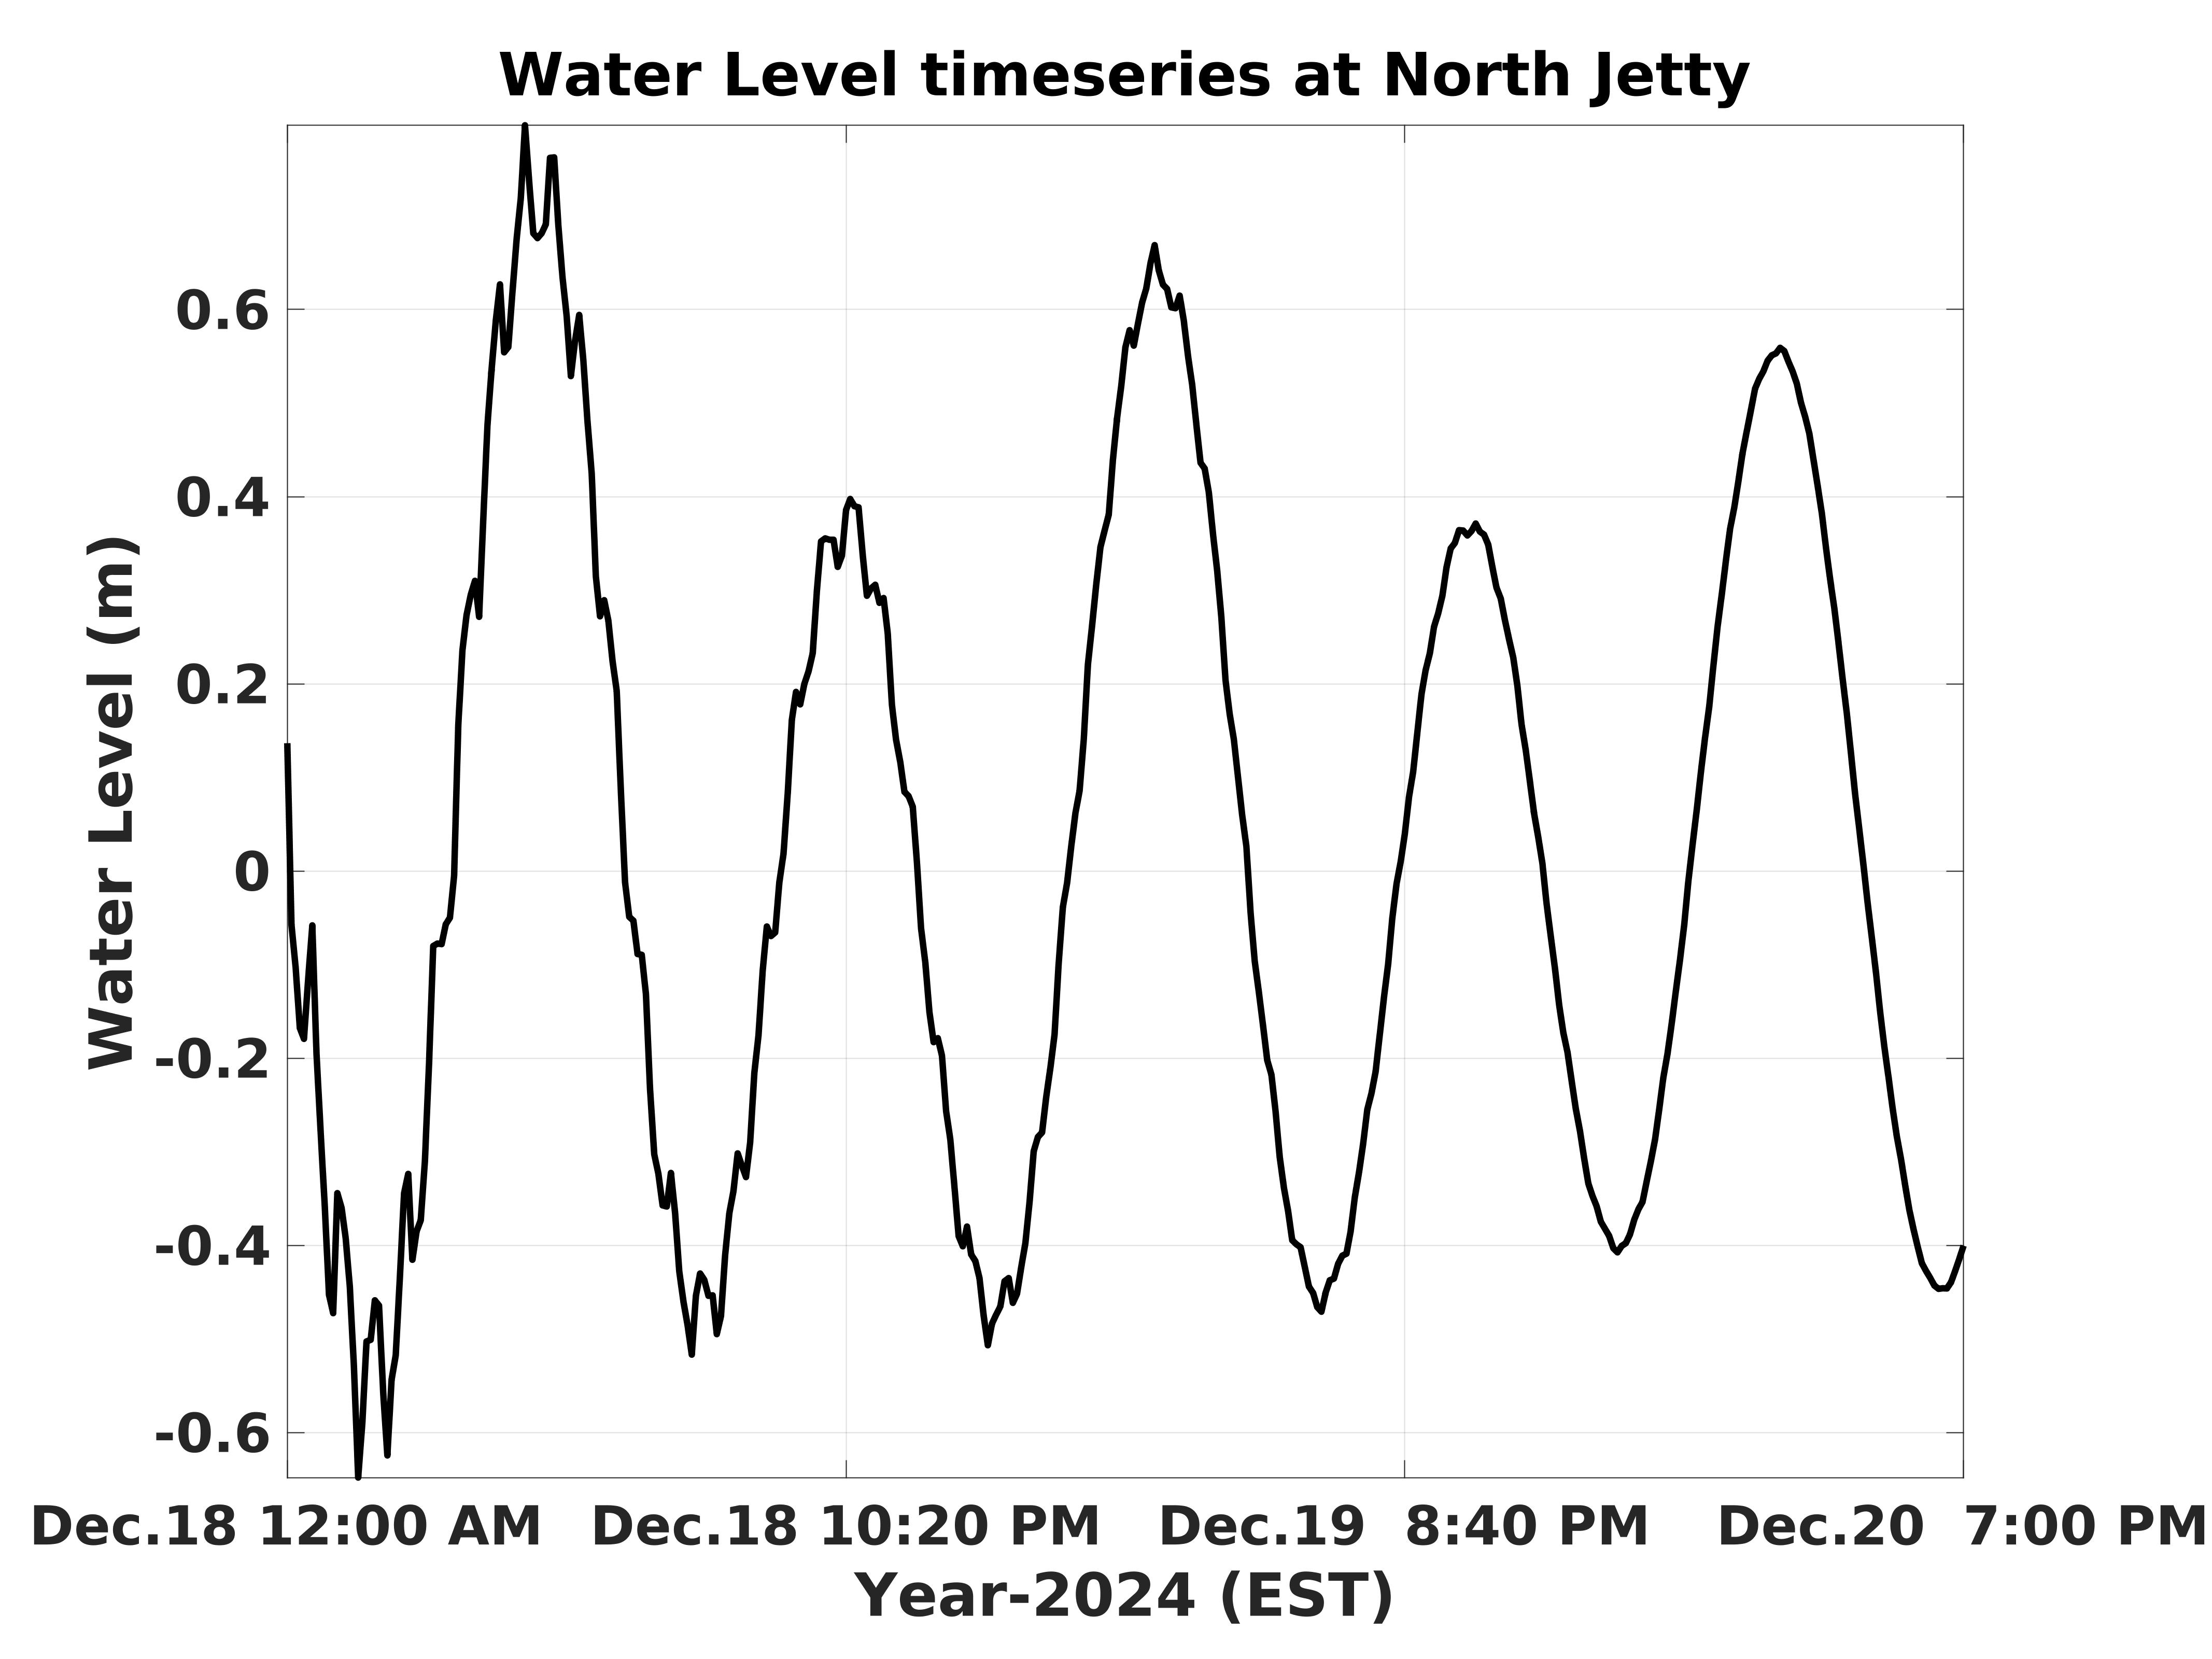 Water Level timeseries at North Jetty
Water Level (m)
0.6
0.4
0.2
0
-0.2
-0.4
-0.6
Dec.18 12:00 AM Dec.18 10:20 PM Dec.19 8:40 PM Dec.20 7:00 PM
Year-2024 (EST)